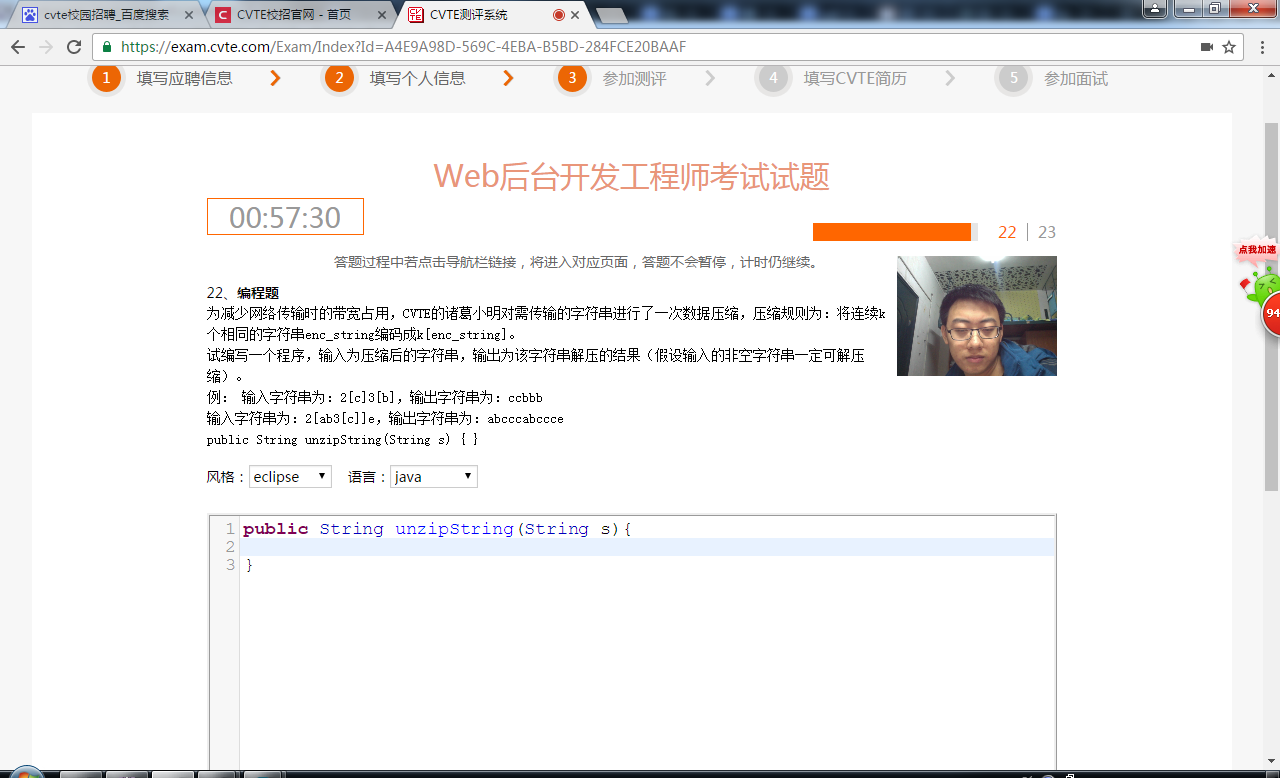 cvte校园招聘_百度搜索
CVTE校招官网 - 首页
CVTE测评系统
https://exam.cvte.com/Exam/Index?Id=A4E9A98D-569C-4EBA-B5BD-284FCE20BAAF
1 填写应聘信息 2 填写个人信息 3 参加测评 4 填写CVTE简历 5 参加面试
Web后台开发工程师考试试题
00:57:30
22 | 23
点我加速
94
答题过程中若点击导航栏链接，将进入对应页面，答题不会暂停，计时仍继续。
22、编程题
为减少网络传输时的带宽占用，CVTE的诸葛小明对需传输的字符串进行了一次数据压缩，压缩规则为：将连续k
个相同的字符串enc_string编码成k[enc_string]。
试编写一个程序，输入为压缩后的字符串，输出为该字符串解压的结果（假设输入的非空字符串一定可解压
缩）。
例： 输入字符串为：2[c]3[b]，输出字符串为：ccbbb
输入字符串为：2[ab3[c]]e，输出字符串为：abcccabccce
public String unzipString(String s) { }
风格：eclipse 语言：java
1 public String unzipString(String s){
2
3 }